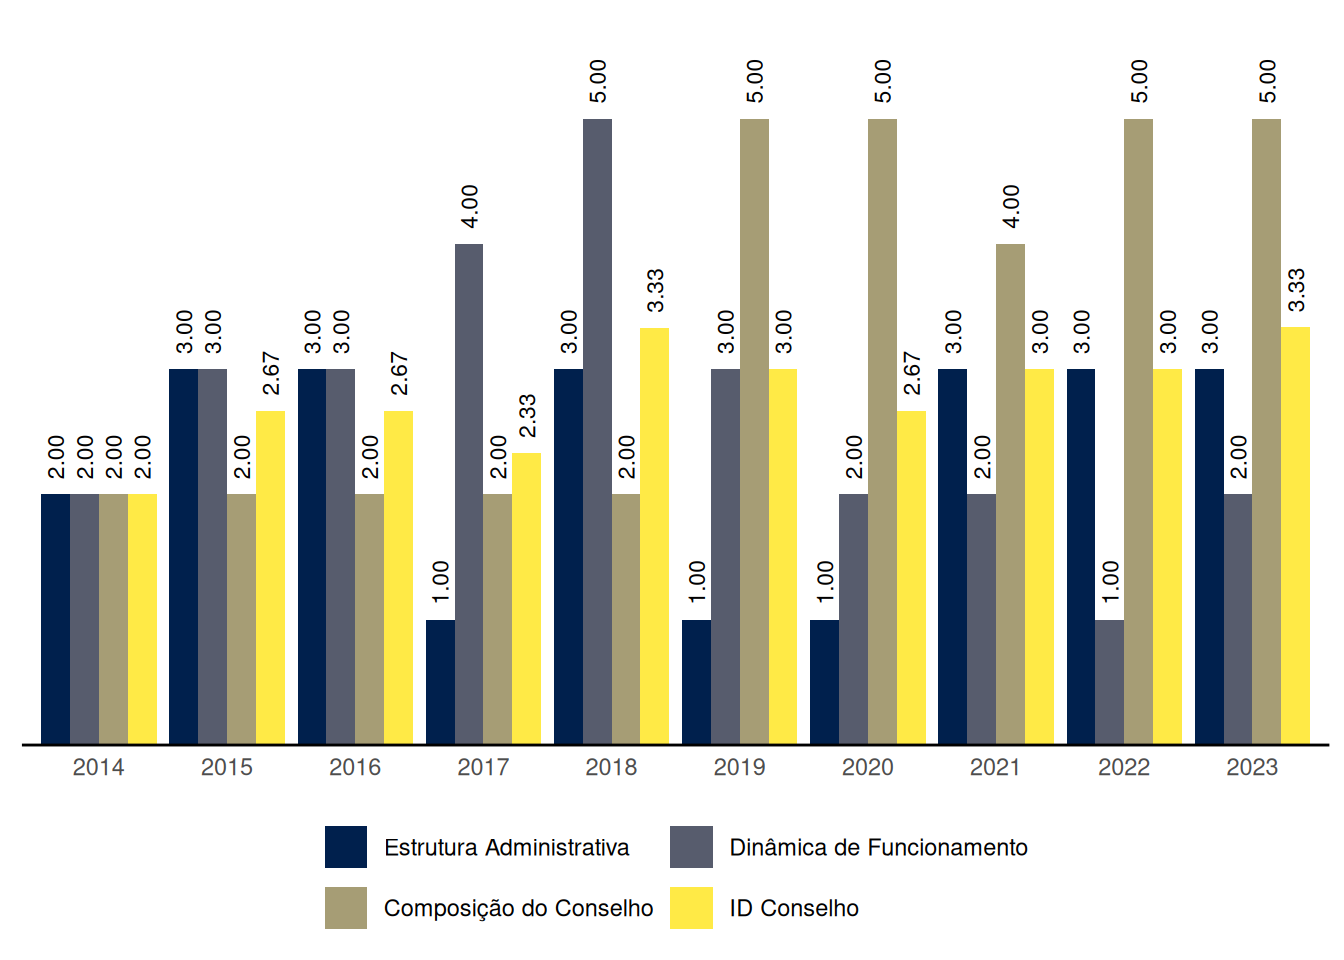 5.00 5.00 5.00 5.00 5.00
4.00 4.00
3.33 3.33
3.00 3.00 3.00 3.00 3.00 3.00 3.00 3.00 3.00 3.00 3.00 3.00
2.67 2.67 2.67
2.33
2.00 2.00 2.00 2.00 2.00 2.00 2.00 2.00 2.00 2.00 2.00
1.00 1.00 1.00 1.00
2014 2015 2016 2017 2018 2019 2020 2021 2022 2023
Estrutura Administrativa Dinâmica de Funcionamento
Composição do Conselho ID Conselho